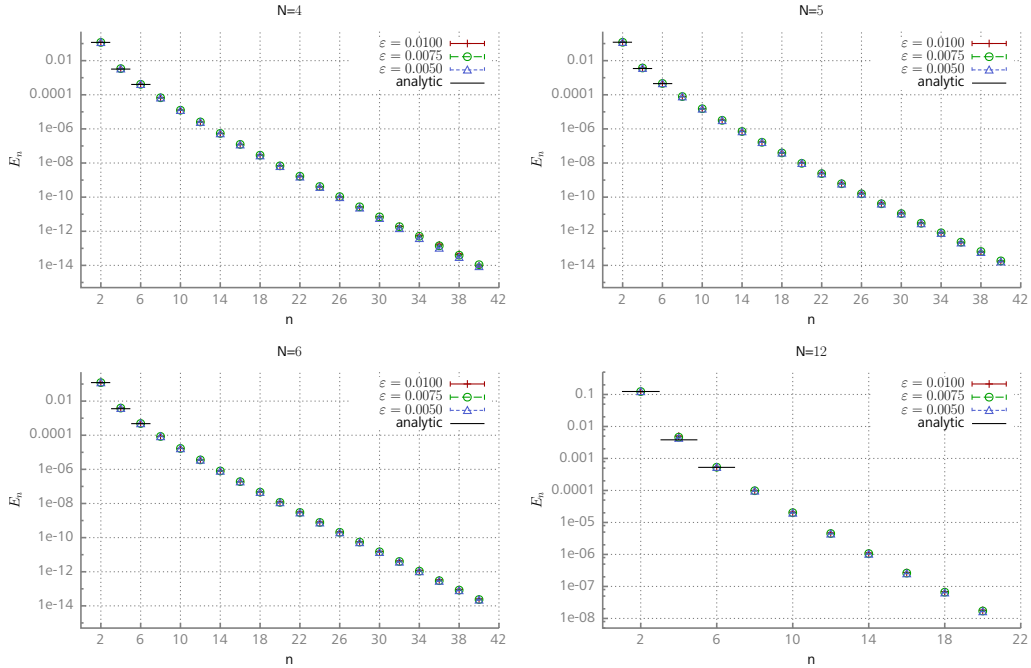 N=4
ε = 0.0100
ε = 0.0075
ε = 0.0050
analytic
0.01
0.0001
1e-06
1e-08
1e-10
1e-12
1e-14
E_n
2 6 10 14 18 22 26 30 34 38 42
n
N=5
ε = 0.0100
ε = 0.0075
ε = 0.0050
analytic
0.01
0.0001
1e-06
1e-08
1e-10
1e-12
1e-14
E_n
2 6 10 14 18 22 26 30 34 38 42
n
N=6
ε = 0.0100
ε = 0.0075
ε = 0.0050
analytic
0.01
0.0001
1e-06
1e-08
1e-10
1e-12
1e-14
E_n
2 6 10 14 18 22 26 30 34 38 42
n
N=12
ε = 0.0100
ε = 0.0075
ε = 0.0050
analytic
0.1
0.01
0.001
0.0001
1e-05
1e-06
1e-07
1e-08
E_n
2 6 10 14 18 22
n